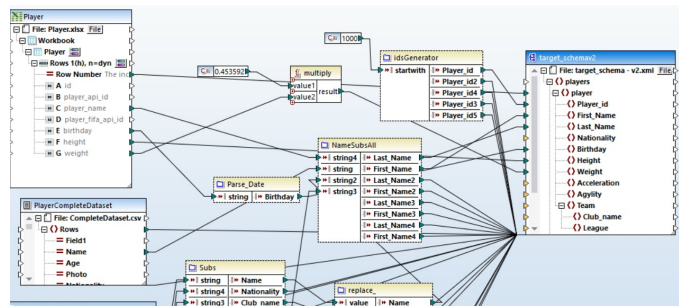 Player
File: Player.xlsx File
Workbook
Player
Rows 1(h), n=dyn
Row Number The inc
A id
B player_api_id
C player_name
D player_fifa_api_id
E birthday
F height
G weight
PlayerCompleteDataset
File: CompleteDataset.csv
Rows
Field1
Name
Age
Photo
Nationality
0,453592
1000
multiply
value1
value2
result
idsGenerator
startwith Player_id
Player_id2
Player_id4
Player_id3
Player_id5
NameSubsAll
string4 Last_Name
string First_Name
string2 Last_Name2
string3 First_Name2
Last_Name3
First_Name3
Last_Name4
First_Name4
Parse_Date
string Birthday
Subs
string Name
string4 Nationality
string3 Club_name
replace_
value Name
target_schemav2
File: target_schema - v2.xml File
players
player
Player_id
First_Name
Last_Name
Nationality
Birthday
Height
Weight
Acceleration
Agylity
Team
Club_name
League